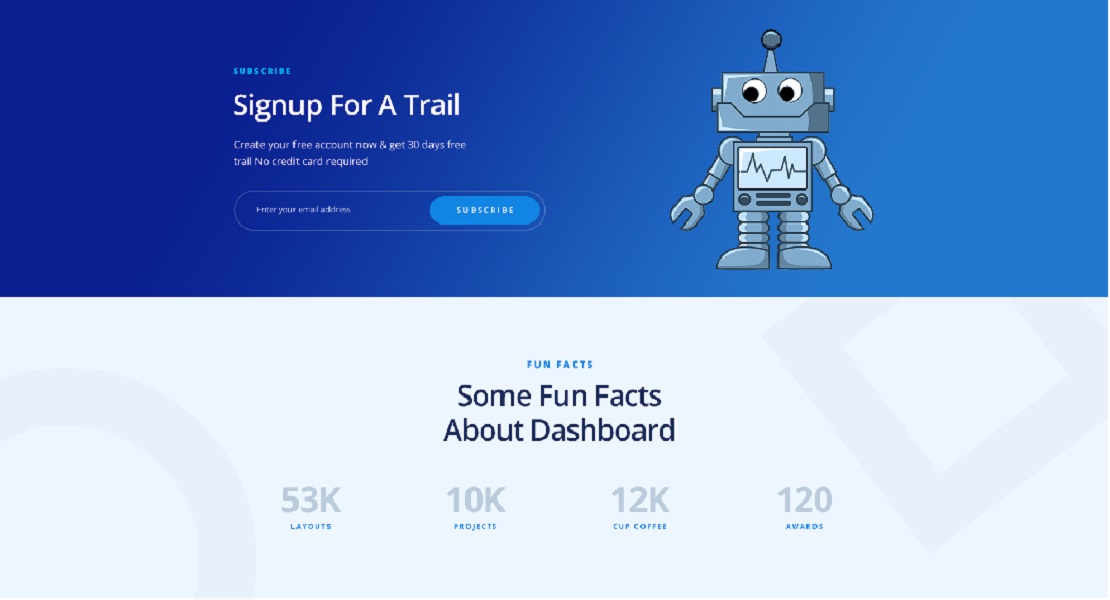 SUBSCRIBE
Signup For A Trail
Create your free account now & get 30 days free
trail No credit card required
Enter your email address
SUBSCRIBE
FUN FACTS
Some Fun Facts
About Dashboard
53K
10K
12K
120
LAYOUTS
PROJECTS
CUP COFFEE
AWARDS